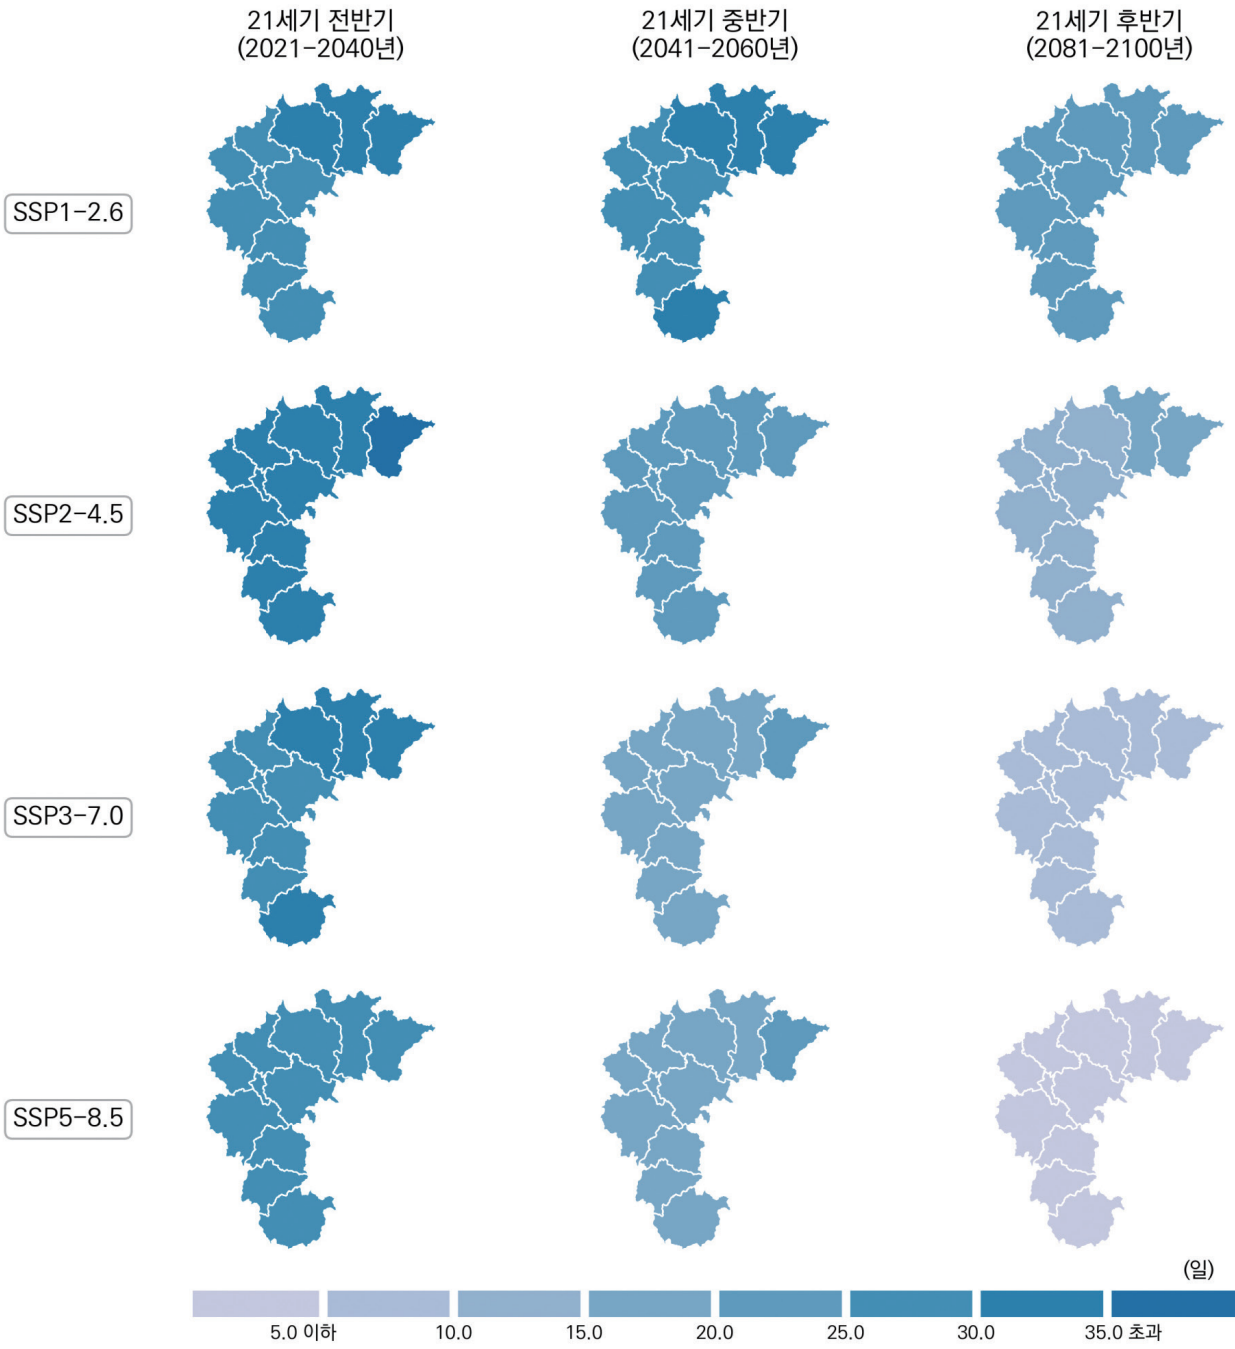 21세기 전반기
(2021-2040년)
21세기 중반기
(2041-2060년)
21세기 후반기
(2081-2100년)
SSP1-2.6
SSP2-4.5
SSP3-7.0
SSP5-8.5
(일)
5.0 이하
10.0
15.0
20.0
25.0
30.0
35.0 초과